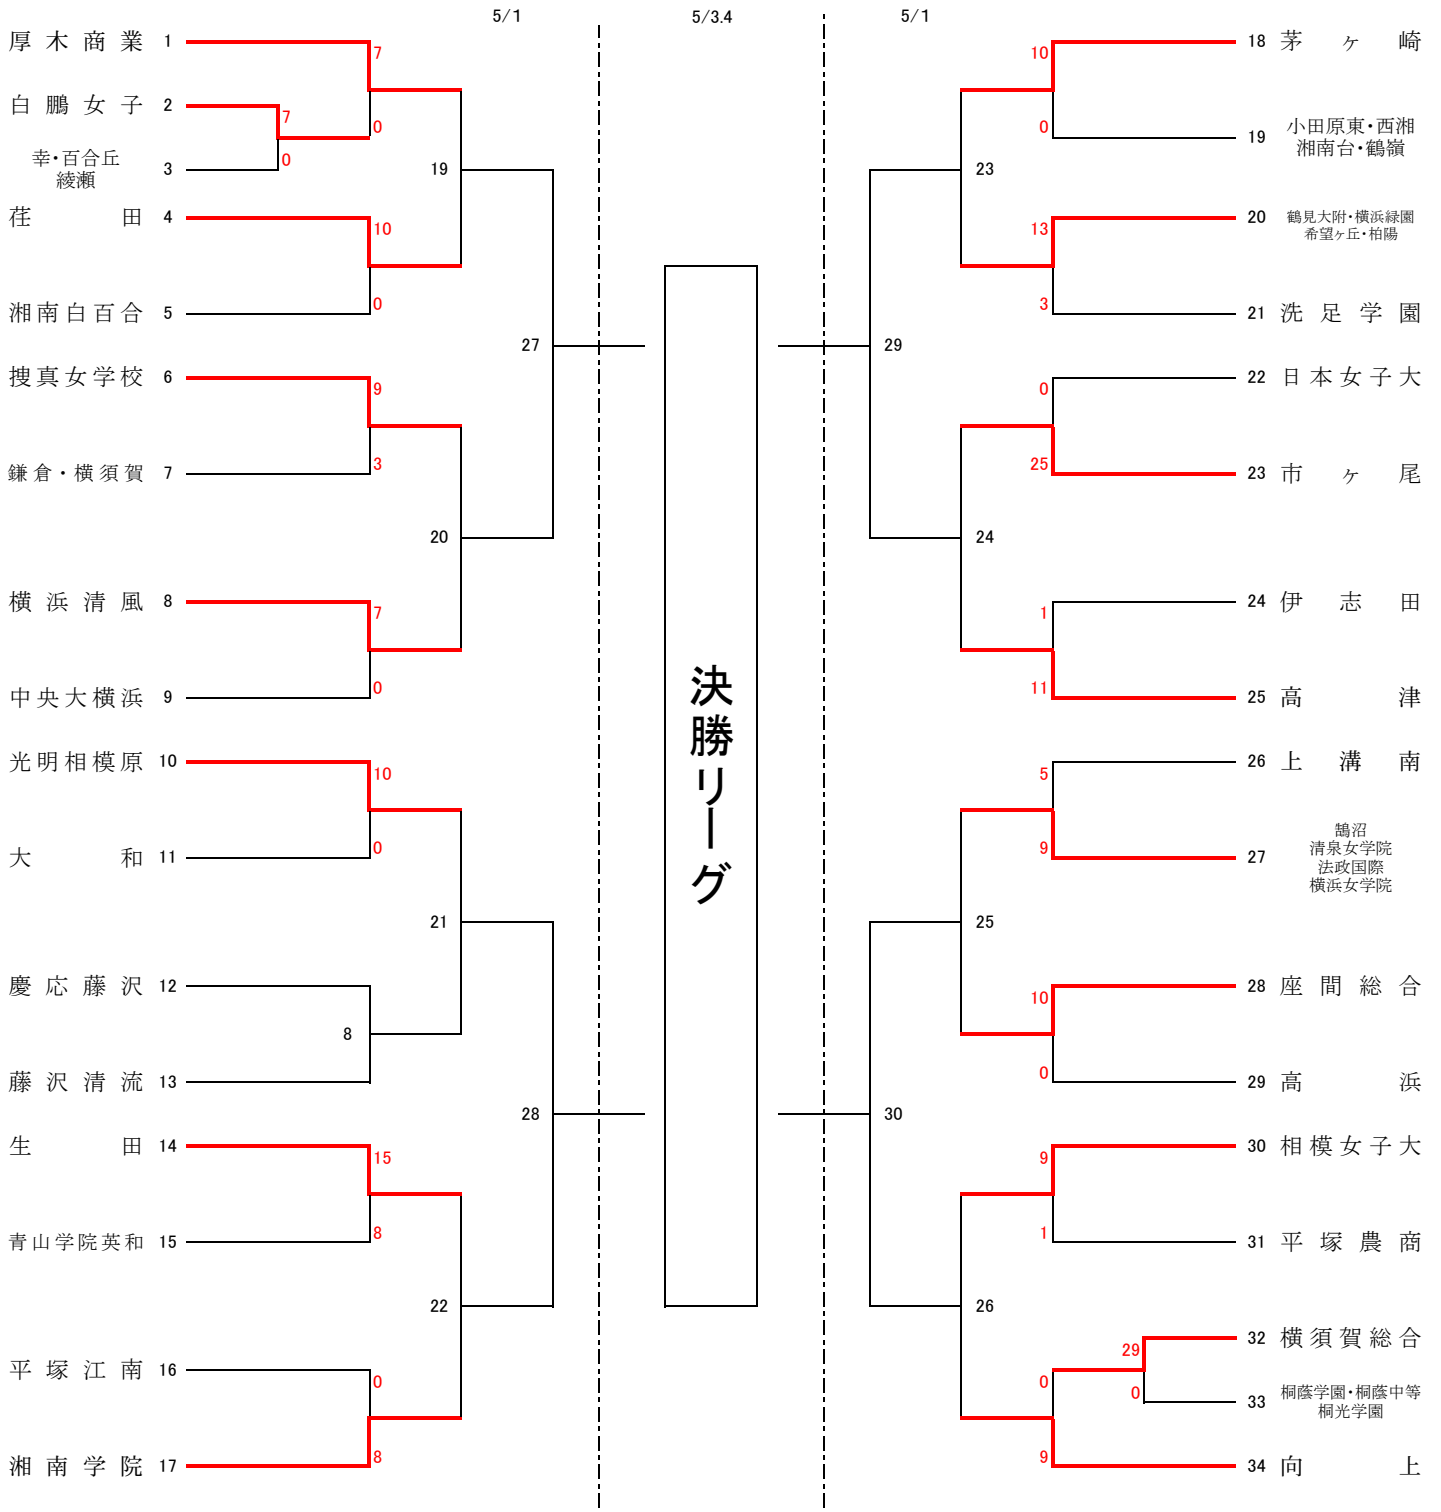 5/1
5/3.4
5/1
厚木商業 1
7
白鵬女子 2
7
0
幸・百合丘
綾瀬
3
0
19
荏田 4
10
湘南白百合 5
0
27
捜真女学校 6
9
鎌倉・横須賀 7
3
20
横浜清風 8
7
中央大横浜 9
0
光明相模原 10
10
大和 11
0
21
慶応藤沢 12
8
藤沢清流 13
28
生田 14
15
青山学院英和 15
8
22
平塚江南 16
0
湘南学院 17
8
決勝リーグ
18 茅ヶ崎
10
19
小田原東・西湘
湘南台・鶴嶺
0
23
20
鶴見大附・横浜緑園
希望ヶ丘・柏陽
13
21 洗足学園
3
29
22 日本女子大
0
23 市ヶ尾
25
24
24 伊志田
1
25 高津
11
26 上溝南
5
27
鵠沼
清泉女学院
法政国際
横浜女学院
9
25
28 座間総合
10
29 高浜
0
30
30 相模女子大
9
31 平塚農商
1
26
32 横須賀総合
29
0
33
桐蔭学園・桐蔭中等
桐光学園
0
34 向上
9